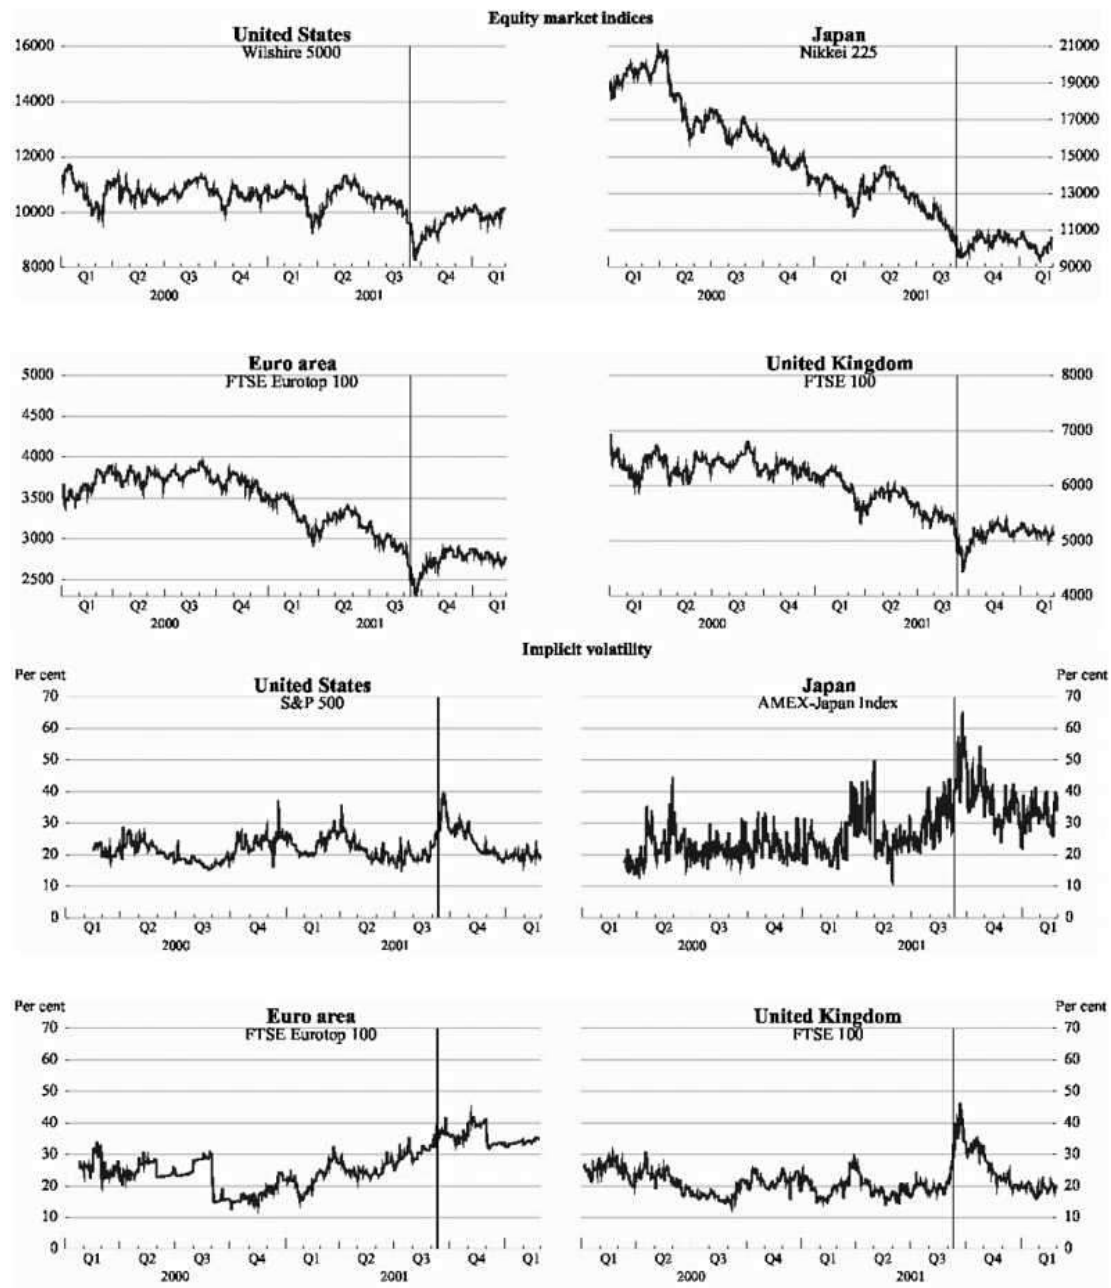 Equity market indices
United States
Wilshire 5000
16000
14000
12000
10000
8000
Q1 Q2 Q3 Q4 Q1 Q2 Q3 Q4 Q1
2000 2001
Japan
Nikkei 225
21000
19000
17000
15000
13000
11000
9000
Q1 Q2 Q3 Q4 Q1 Q2 Q3 Q4 Q1
2000 2001
Euro area
FTSE Eurotop 100
5000
4500
4000
3500
3000
2500
Q1 Q2 Q3 Q4 Q1 Q2 Q3 Q4 Q1
2000 2001
United Kingdom
FTSE 100
8000
7000
6000
5000
4000
Q1 Q2 Q3 Q4 Q1 Q2 Q3 Q4 Q1
2000 2001
Implicit volatility
Per cent
United States
S&P 500
70
60
50
40
30
20
10
0
Q1 Q2 Q3 Q4 Q1 Q2 Q3 Q4 Q1
2000 2001
Per cent
Japan
AMEX-Japan Index
70
60
50
40
30
20
10
0
Q1 Q2 Q3 Q4 Q1 Q2 Q3 Q4 Q1
2000 2001
Per cent
Euro area
FTSE Eurotop 100
70
60
50
40
30
20
10
0
Q1 Q2 Q3 Q4 Q1 Q2 Q3 Q4 Q1
2000 2001
Per cent
United Kingdom
FTSE 100
70
60
50
40
30
20
10
0
Q1 Q2 Q3 Q4 Q1 Q2 Q3 Q4 Q1
2000 2001